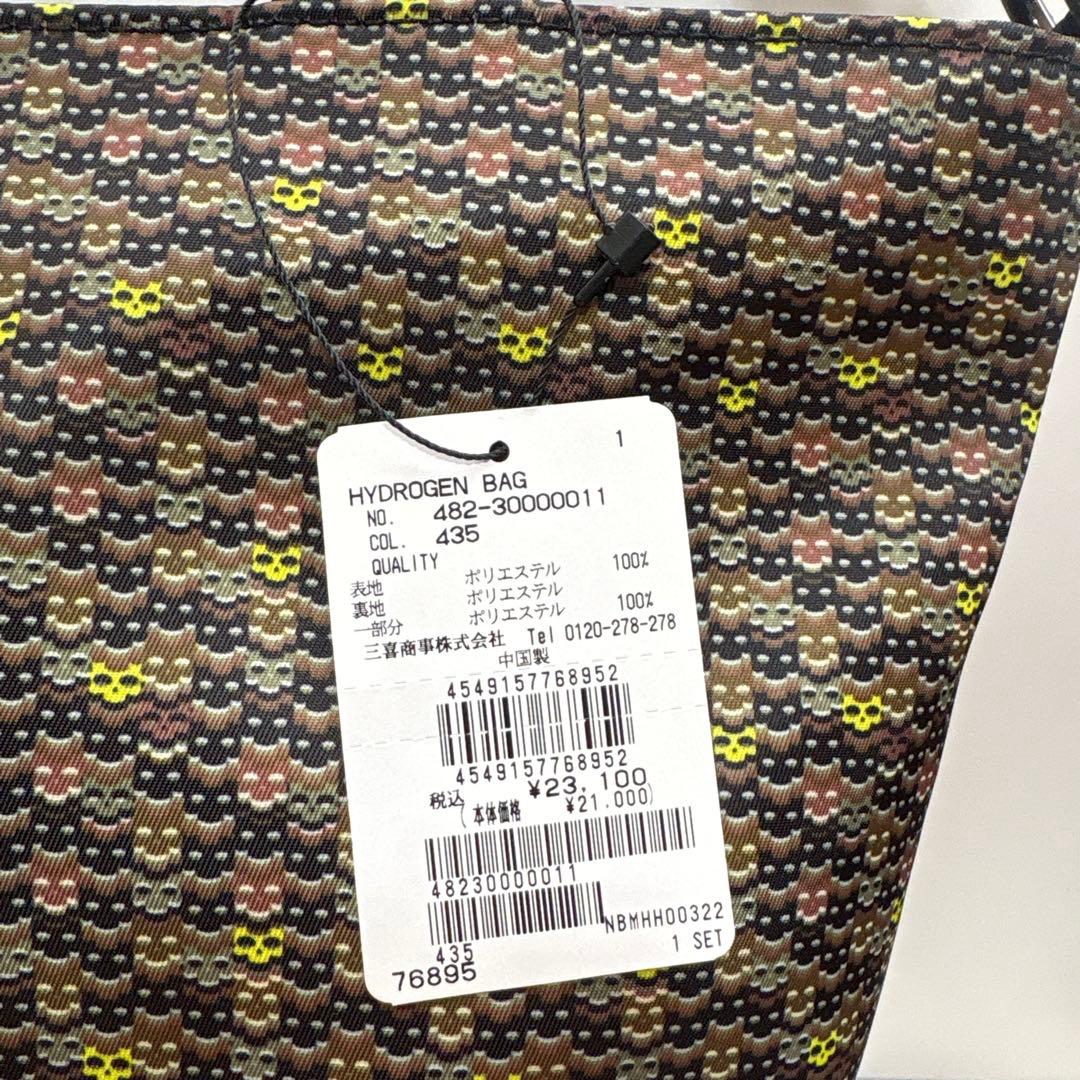 1
HYDROGEN BAG
NO. 482-30000011
COL. 435
QUALITY
表地 ポリエステル 100%
裏地 ポリエステル
一部分 ポリエステル 100%
三喜商事株式会社 Tel 0120-278-278
中国製
4549157768952
4549157768952
税込 ¥23,100
(本体価格 ¥21,000)
48230000011
NBMHH00322
435 1 SET
76895